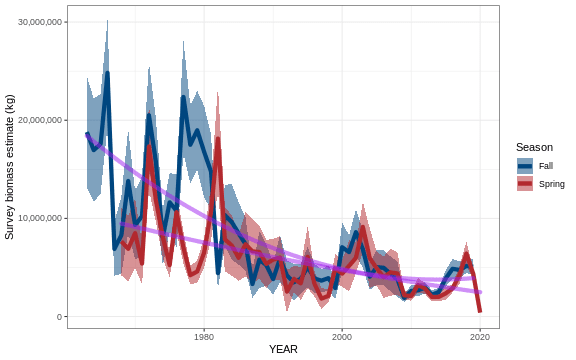 30,000,000
20,000,000
10,000,000
0
Survey biomass estimate (kg)
1980
2000
2020
YEAR
Season
Fall
Spring